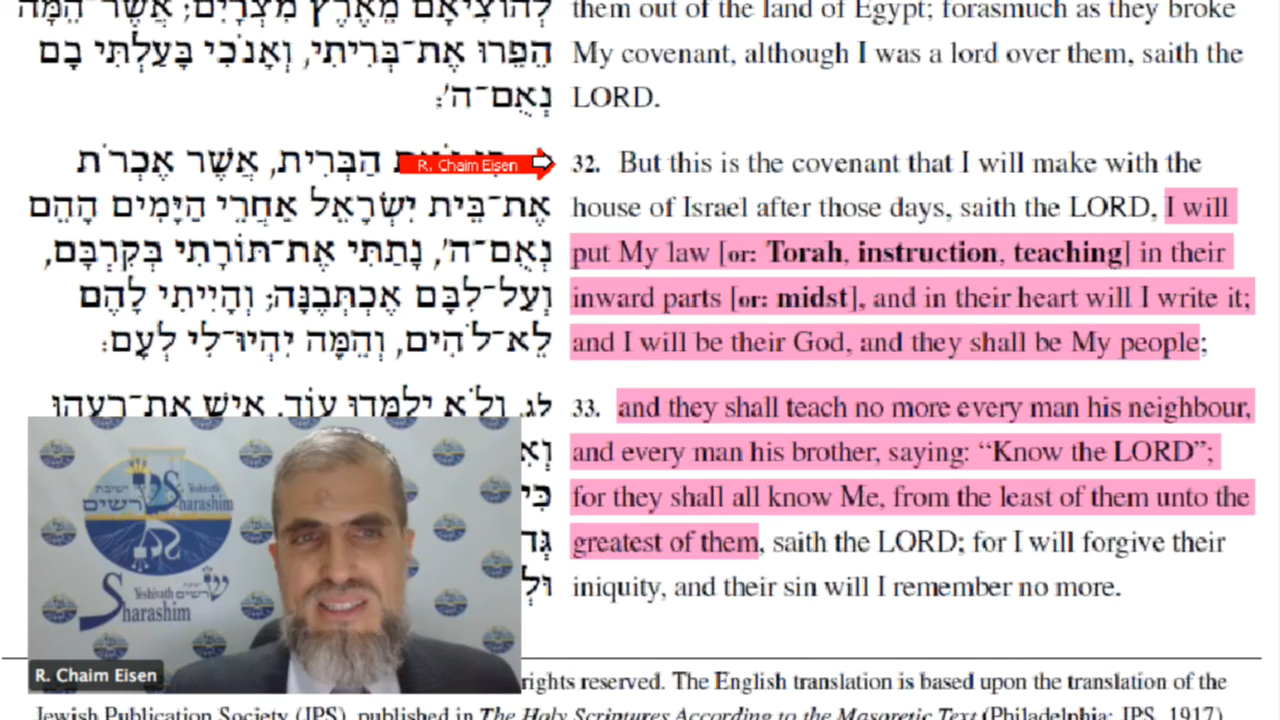 לְהוֹצִיאָם מֵאֶרֶץ מִצְרָיִם; אֲשֶׁר־הֵמָּה
הֵפֵרוּ אֶת־בְּרִיתִי, וְאָנֹכִי בָּעַלְתִּי בָם
נְאֻם־ה':
הַבְּרִית, אֲשֶׁר אֶכְרֹת
אֶת־בֵּית יִשְׂרָאֵל אַחֲרֵי הַיָּמִים הָהֵם
נְאֻם־ה', נָתַתִּי אֶת־תּוֹרָתִי בְּקִרְבָּם,
וְעַל־לִבָּם אֶכְתְּבֶנָּה; וְהָיִיתִי לָהֶם
לֵא־לֹהִים, וְהֵמָּה יִהְיוּ־לִי לְעָם:
לג. וְלֹא יְלַמְּדוּ עוֹד, אִישׁ אֶת־רֵעֵהוּ
כִּי
them out of the land of Egypt; forasmuch as they broke
My covenant, although I was a lord over them, saith the
LORD.
R. Chaim Eisen
32. But this is the covenant that I will make with the
house of Israel after those days, saith the LORD, I will
put My law [or: Torah, instruction, teaching] in their
inward parts [or: midst], and in their heart will I write it;
and I will be their God, and they shall be My people;
33. and they shall teach no more every man his neighbour,
and every man his brother, saying: “Know the LORD”;
for they shall all know Me, from the least of them unto the
greatest of them, saith the LORD; for I will forgive their
iniquity, and their sin will I remember no more.
ישיבת
שרשים
Yeshivath
Sharashim
Yeshivath
ישיבת
שרשים
Sharashim
R. Chaim Eisen
rights reserved. The English translation is based upon the translation of the
Jewish Publication Society (JPS), published in The Holy Scriptures According to the Masoretic Text (Philadelphia: JPS, 1917)